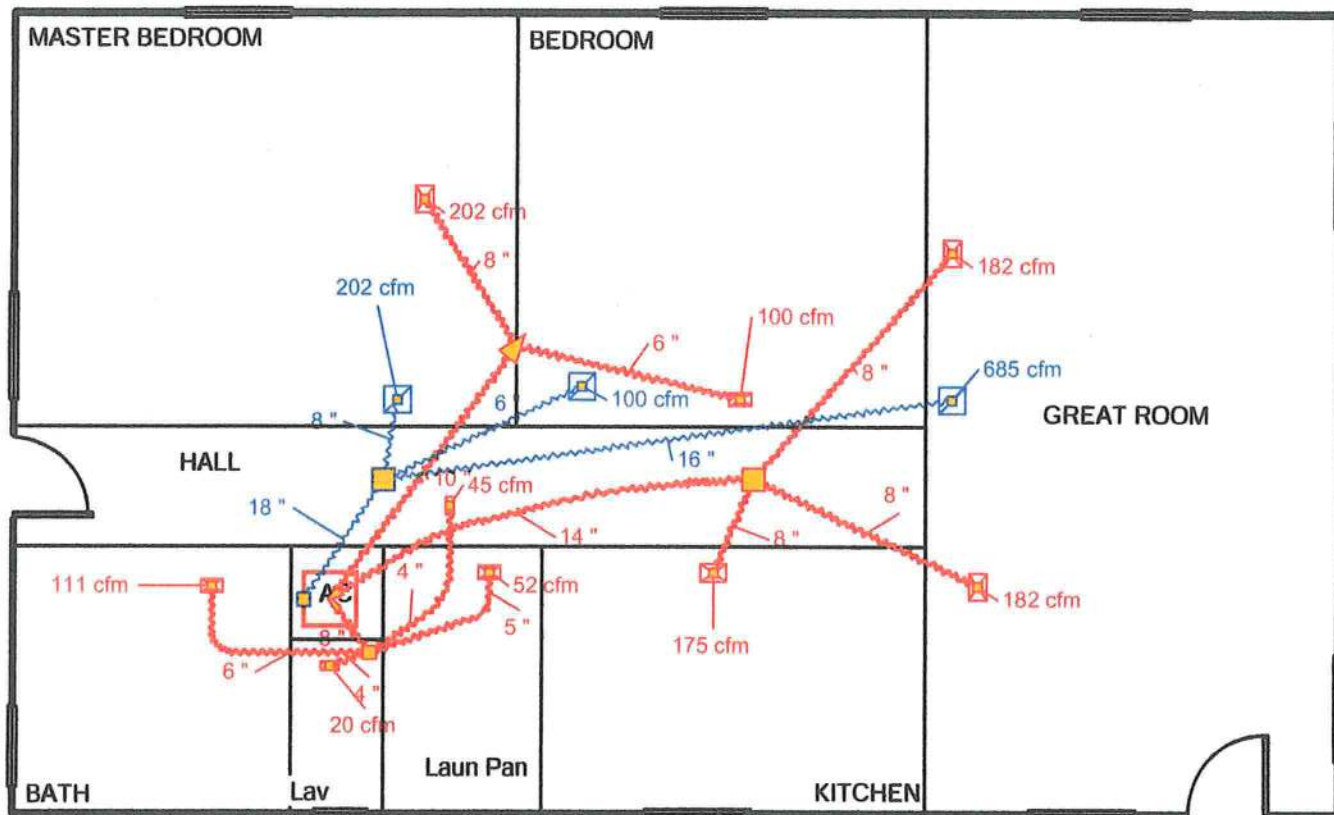 MASTER BEDROOM
BEDROOM
202 cfm
182 cfm
8 "
202 cfm
100 cfm
6 "
8 "
685 cfm
6 "
100 cfm
8 "
GREAT ROOM
HALL
16 "
10 "
45 cfm
18 "
8 "
14 "
8 "
4 "
111 cfm
AC
52 cfm
182 cfm
5 "
8 "
175 cfm
6 "
4 "
20 cfm
Laun Pan
BATH
Lav
KITCHEN